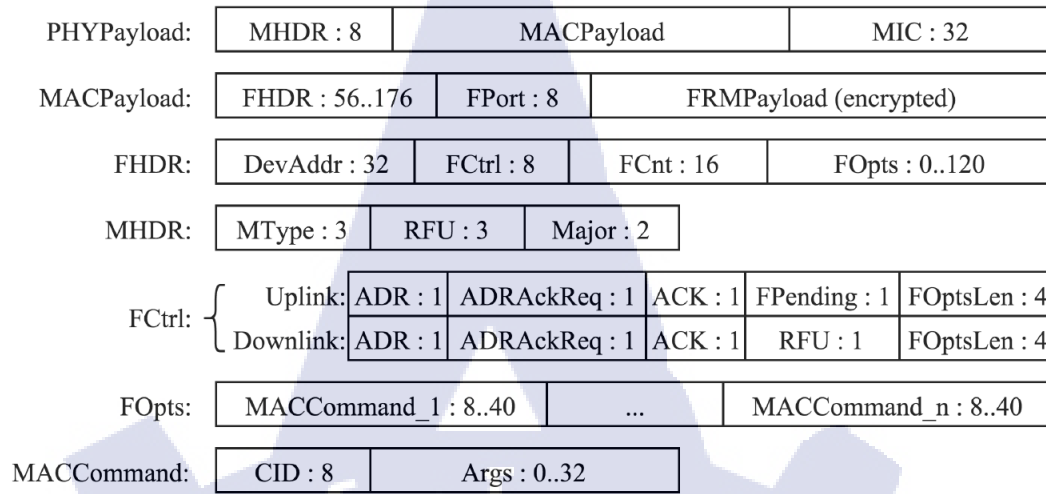 PHYPayload: MHDR : 8 MACPayload MIC : 32
MACPayload: FHDR : 56..176 FPort : 8 FRMPayload (encrypted)
FHDR: DevAddr : 32 FCtrl : 8 FCnt : 16 FOpts : 0..120
MHDR: MType : 3 RFU : 3 Major : 2
FCtrl:
Uplink: ADR : 1 ADRAckReq : 1 ACK : 1 FPending : 1 FOptsLen : 4
Downlink: ADR : 1 ADRAckReq : 1 ACK : 1 RFU : 1 FOptsLen : 4
FOpts: MACCommand_1 : 8..40 ... MACCommand_n : 8..40
MACCommand: CID : 8 Args : 0..32